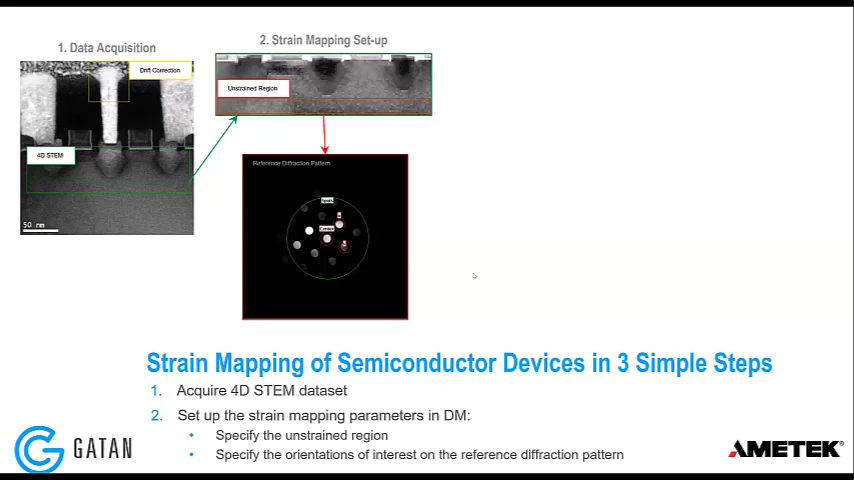 1. Data Acquisition
2. Strain Mapping Set-up
Drift Correction
Unstrained Region
4D STEM
50 nm
Reference Diffraction Pattern
Spots
Center
Strain Mapping of Semiconductor Devices in 3 Simple Steps
1. Acquire 4D STEM dataset
2. Set up the strain mapping parameters in DM:
• Specify the unstrained region
• Specify the orientations of interest on the reference diffraction pattern
GATAN
AMETEK®